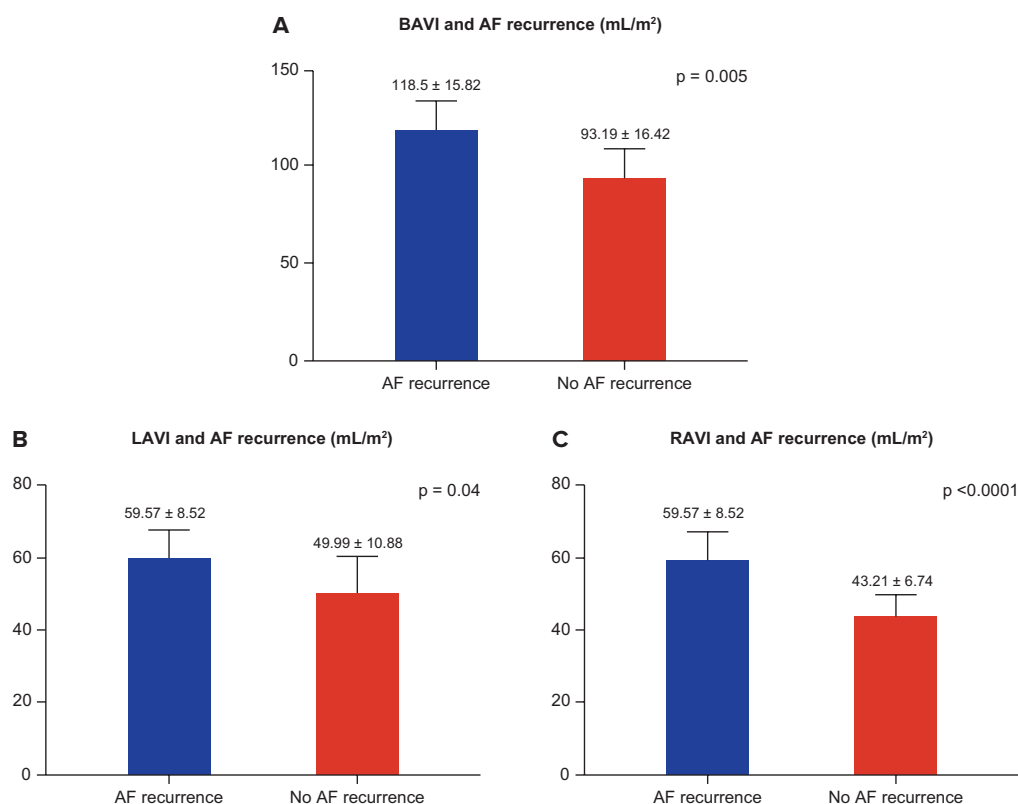 A
BAVI and AF recurrence (mL/m²)
p = 0.005
150
100
50
0
118.5 ± 15.82
93.19 ± 16.42
AF recurrence
No AF recurrence
B
LAVI and AF recurrence (mL/m²)
p = 0.04
80
60
40
20
0
59.57 ± 8.52
49.99 ± 10.88
AF recurrence
No AF recurrence
C
RAVI and AF recurrence (mL/m²)
p <0.0001
80
60
40
20
0
59.57 ± 8.52
43.21 ± 6.74
AF recurrence
No AF recurrence